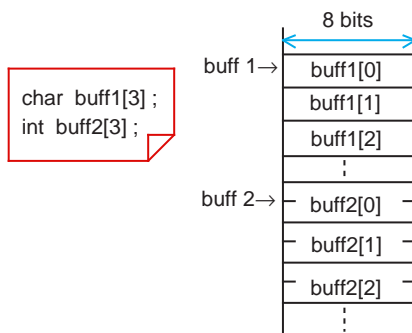 8 bits
buff 1→
buff1[0]
char buff1[3] ;
int buff2[3] ;
buff1[1]
buff1[2]
buff 2→
buff2[0]
buff2[1]
buff2[2]